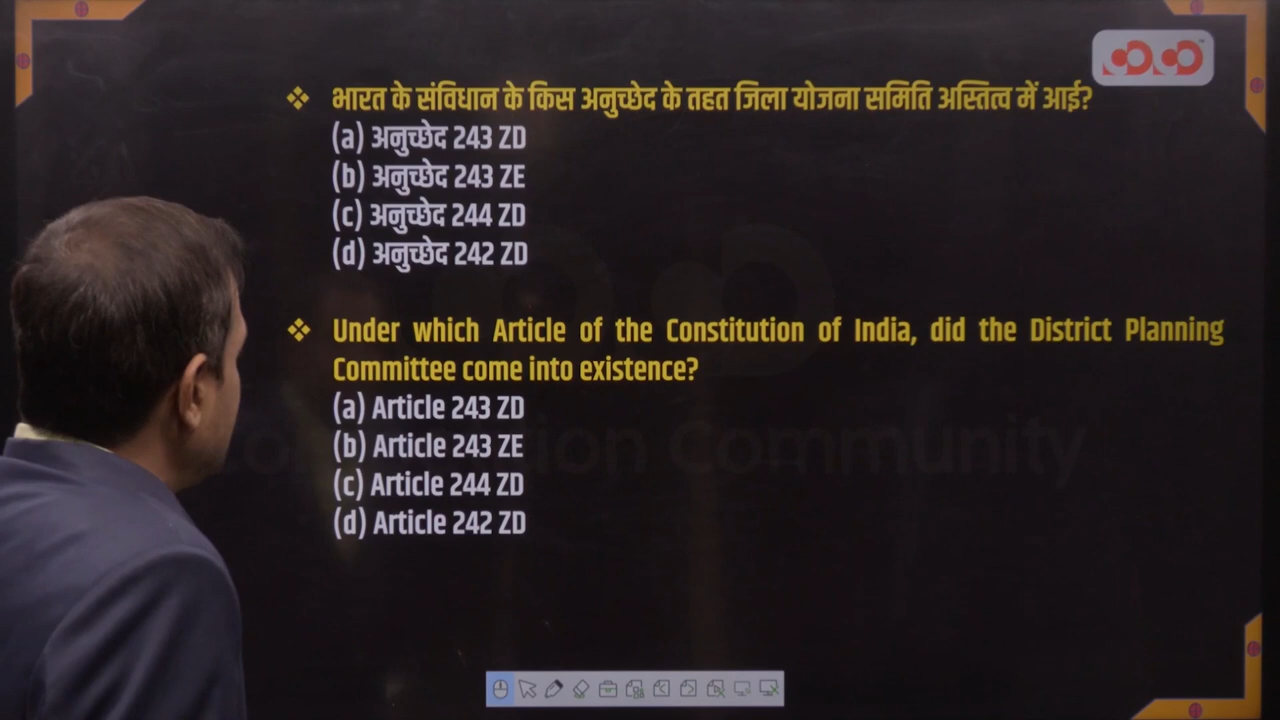 ❖ भारत के संविधान के किस अनुच्छेद के तहत जिला योजना समिति अस्तित्व में आई?
(a) अनुच्छेद 243 ZD
(b) अनुच्छेद 243 ZE
(c) अनुच्छेद 244 ZD
(d) अनुच्छेद 242 ZD
❖ Under which Article of the Constitution of India, did the District Planning
Committee come into existence?
(a) Article 243 ZD
(b) Article 243 ZE
(c) Article 244 ZD
(d) Article 242 ZD
Community